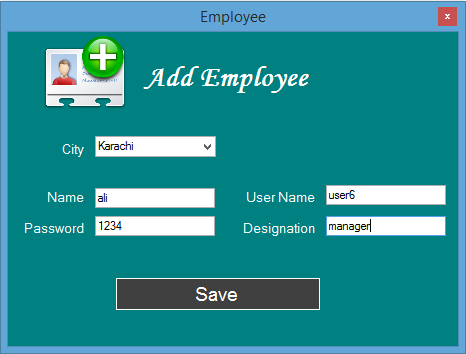 Employee
x
Add Employee
City Karachi
Name ali User Name user6
Password 1234 Designation manager
Save